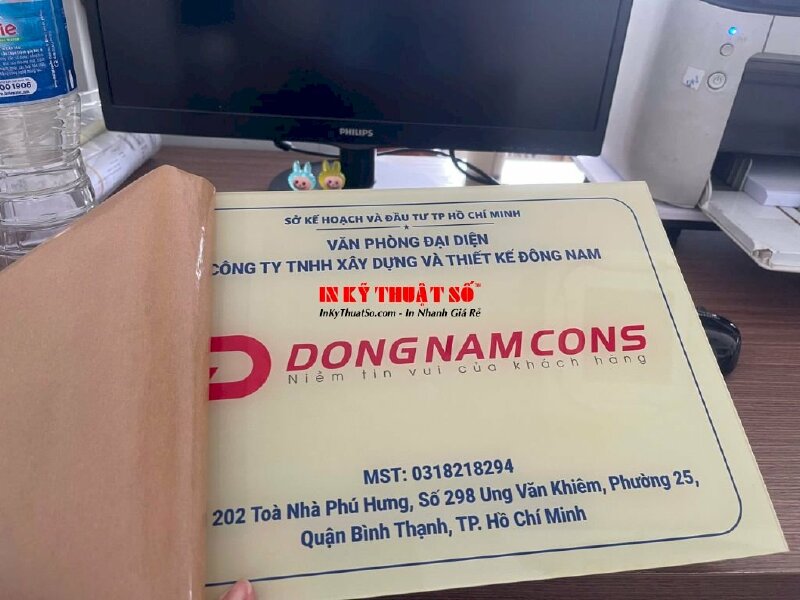 1906
PHILIPS
SỞ KẾ HOẠCH VÀ ĐẦU TƯ TP HỒ CHÍ MINH
VĂN PHÒNG ĐẠI DIỆN
CÔNG TY TNHH XÂY DỰNG VÀ THIẾT KẾ ĐÔNG NAM
IN KỸ THUẬT SỐ
InKyThuatSo.com - In Nhanh Giá Rẻ
DONGNAMCONS
Niềm tin vui của khách hàng
MST: 0318218294
202 Toà Nhà Phú Hưng, Số 298 Ung Văn Khiêm, Phường 25,
Quận Bình Thạnh, TP. Hồ Chí Minh